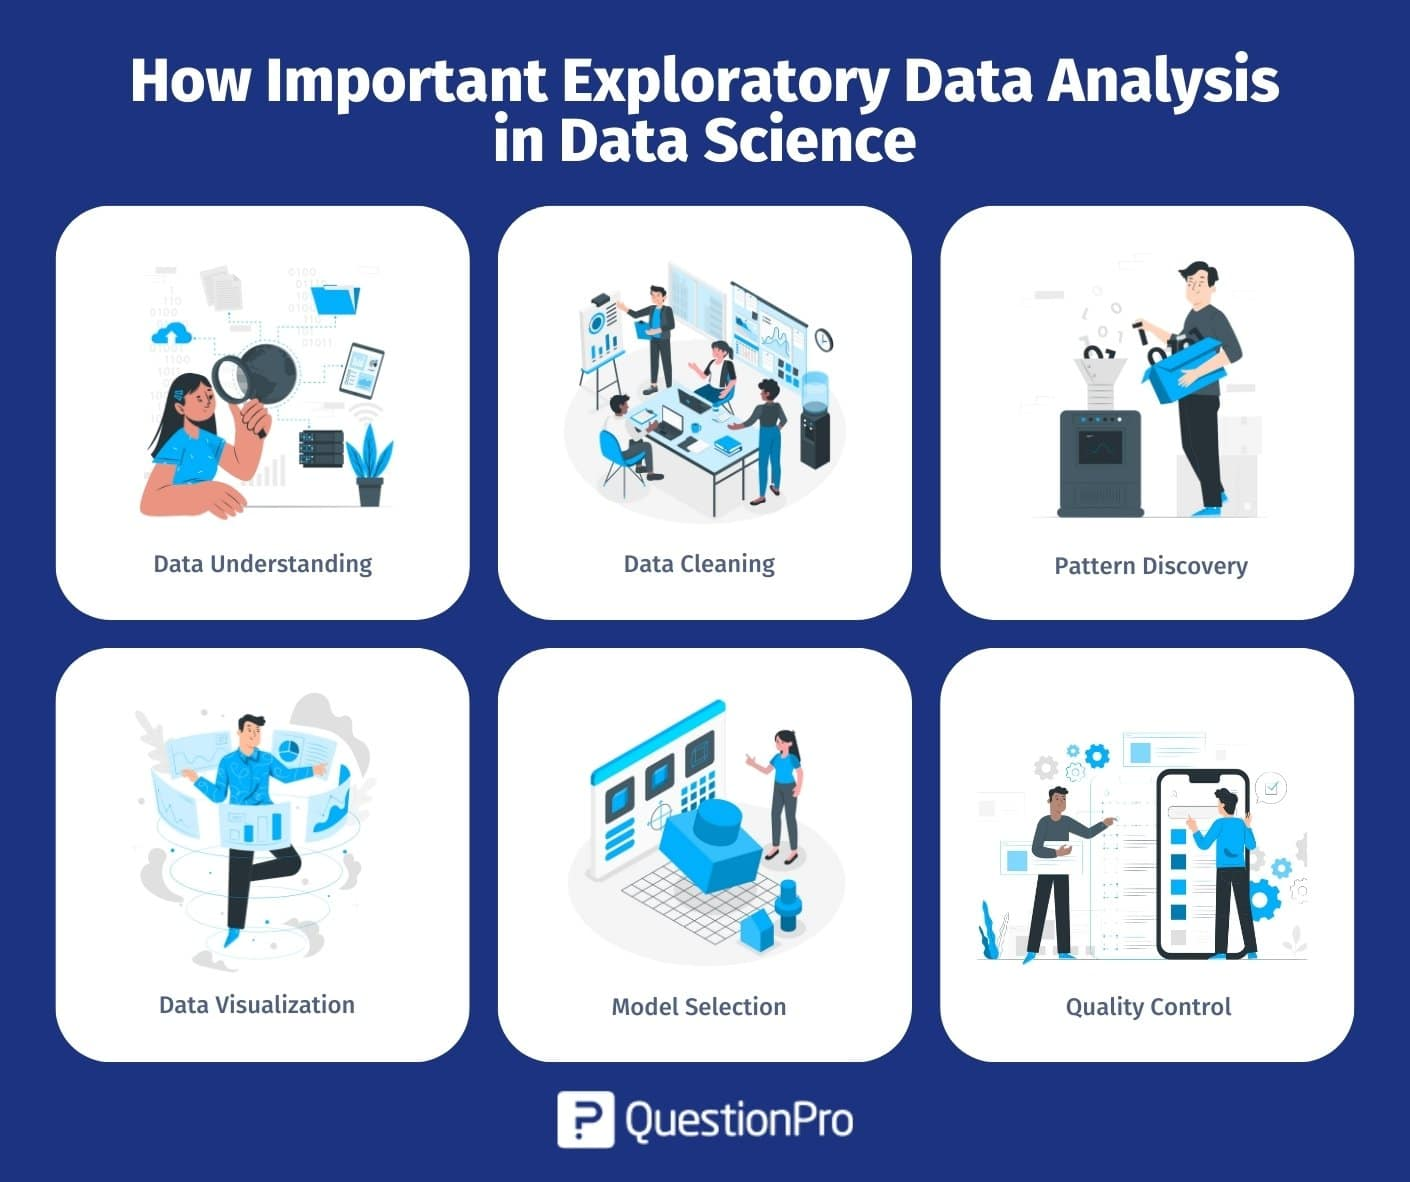 How Important Exploratory Data Analysis
in Data Science
Data Understanding
Data Cleaning
Pattern Discovery
Data Visualization
Model Selection
Quality Control
QuestionPro